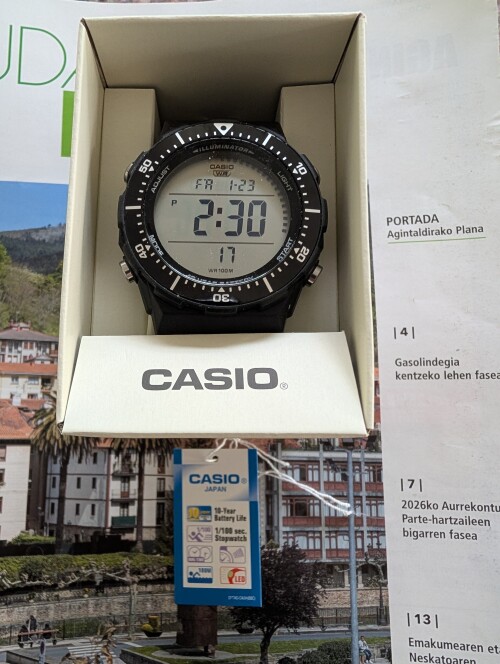 UDA
ILLUMINATOR
CASIO
WR
ADJUST
LIGHT
MODE
START
50
10
40
20
30
FR 1-23
P 2:30
17
WR100M
CASIO®
CASIO®
JAPAN
10-Year
Battery Life
1/100 sec.
Stopwatch
100M
LED
PORTADA
Agintaldirako Plana
|4|
Gasolindegia
kentzeko lehen fasea
|7|
2026ko Aurrekontu
Parte-hartzaileen
bigarren fasea
|13|
Emakumeen et
Neskatoaren